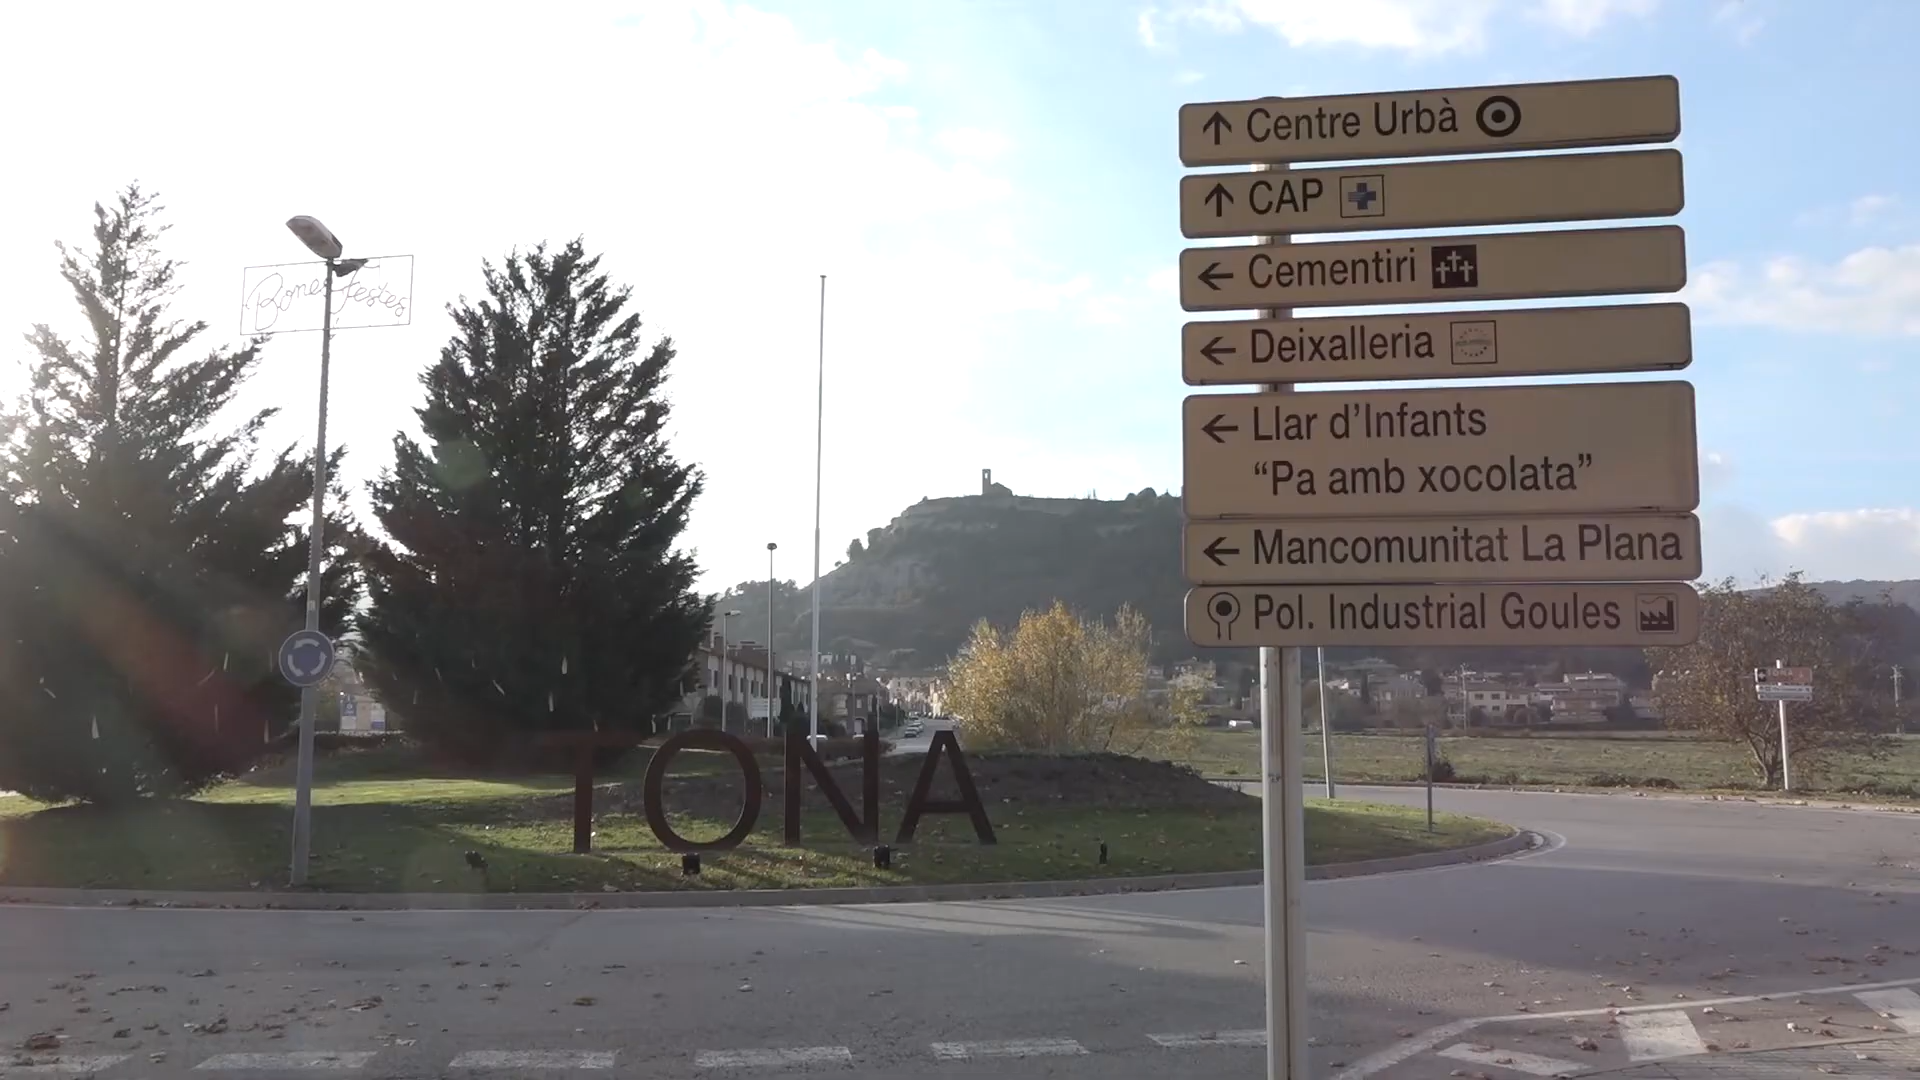 Bones festes
TONA
Centre Urbà
CAP
Cementiri
Deixalleria
Llar d’Infants
“Pa amb xocolata”
Mancomunitat La Plana
Pol. Industrial Goules